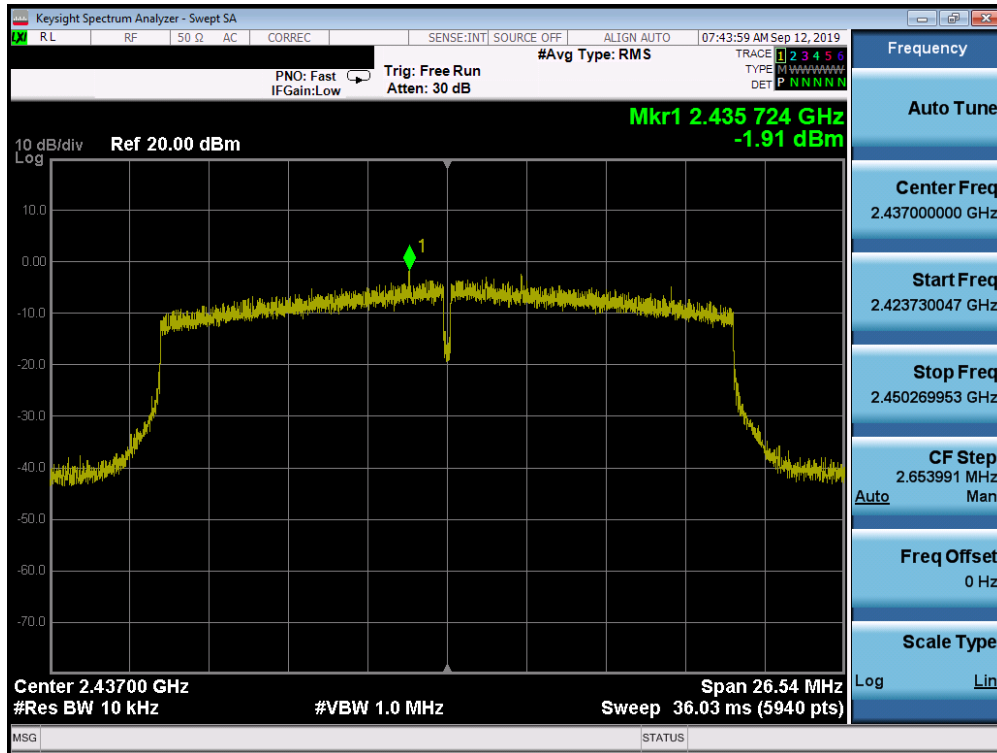 Keysight Spectrum Analyzer - Swept SA
LXI RL RF 50 Ω AC CORREC SENSE:INT SOURCE OFF ALIGN AUTO 07:43:59 AM Sep 12, 2019
#Avg Type: RMS
TRACE 1 2 3 4 5 6
PNO: Fast Trig: Free Run
TYPE M WWWWW
IFGain:Low Atten: 30 dB
DET P N N N N N
Mkr1 2.435 724 GHz
-1.91 dBm
10 dB/div Ref 20.00 dBm
Log
10.0
1
0.00
-10.0
-20.0
-30.0
-40.0
-50.0
-60.0
-70.0
Center 2.43700 GHz Span 26.54 MHz
#Res BW 10 kHz #VBW 1.0 MHz Sweep 36.03 ms (5940 pts)
MSG STATUS
Frequency
Auto Tune
Center Freq
2.437000000 GHz
Start Freq
2.423730047 GHz
Stop Freq
2.450269953 GHz
CF Step
2.653991 MHz
Auto Man
Freq Offset
0 Hz
Scale Type
Log Lin